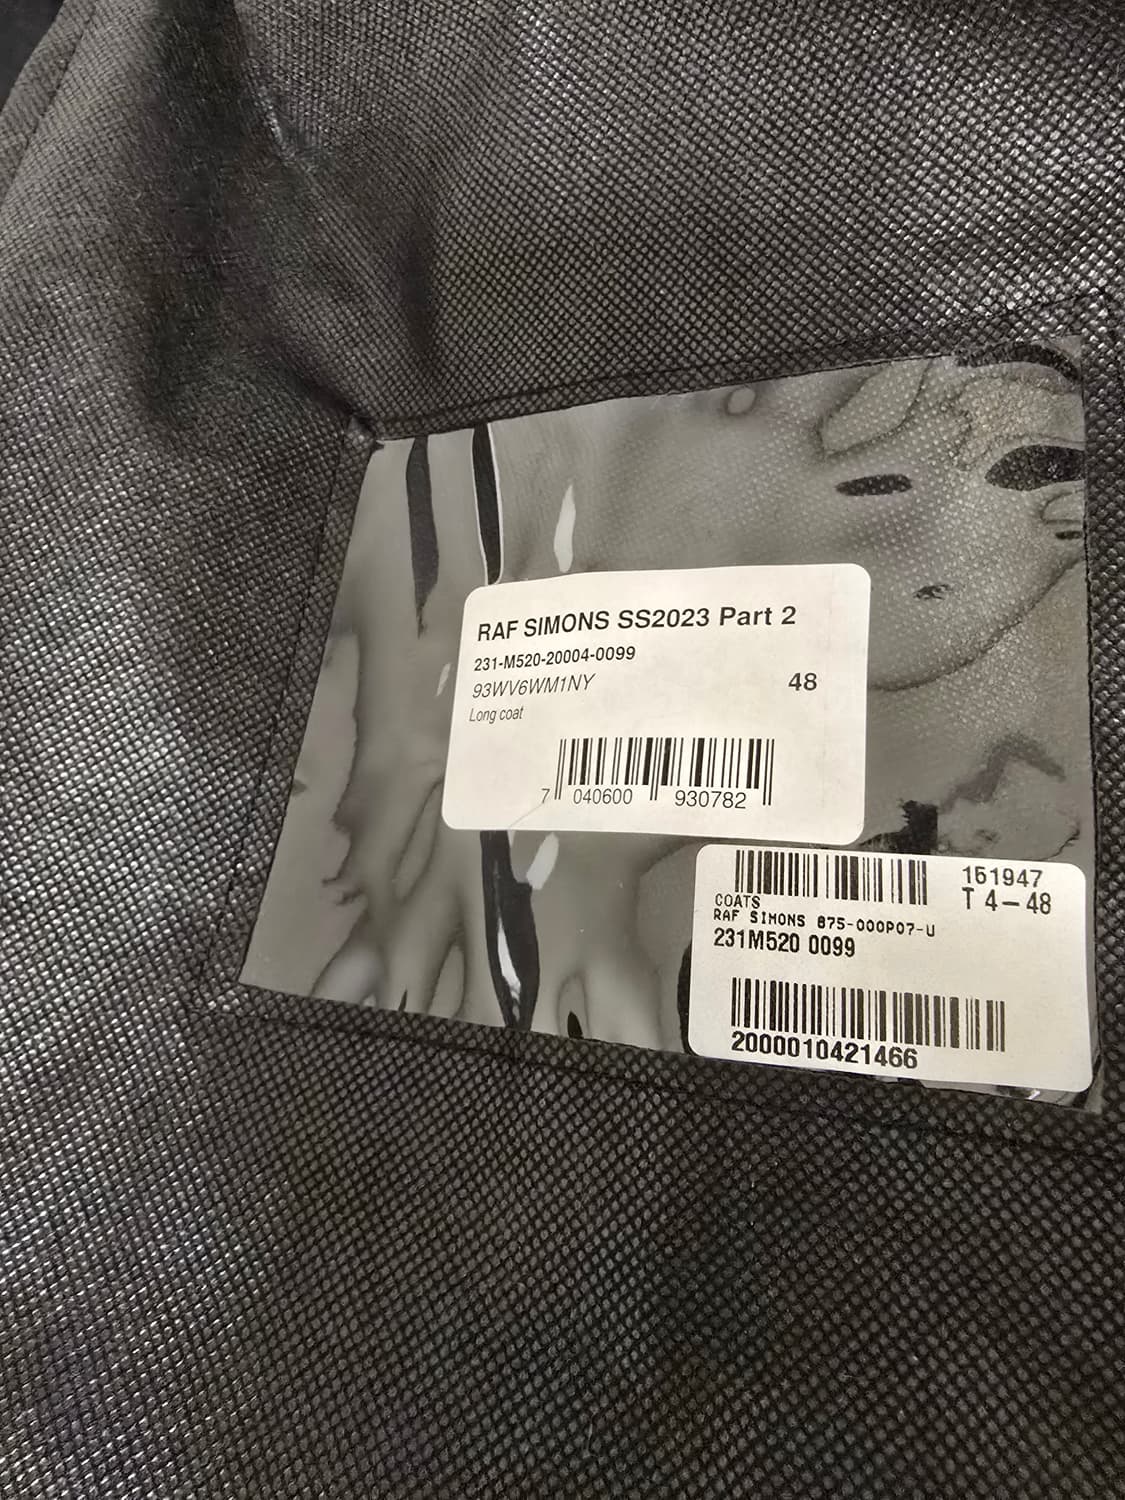 RAF SIMONS SS2023 Part 2
231-M520-20004-0099
93WV6WM1NY 48
Long coat
7 040600 930782
161947
T 4-48
COATS
RAF SIMONS 875-000P07-U
231M520 0099
2000010421466